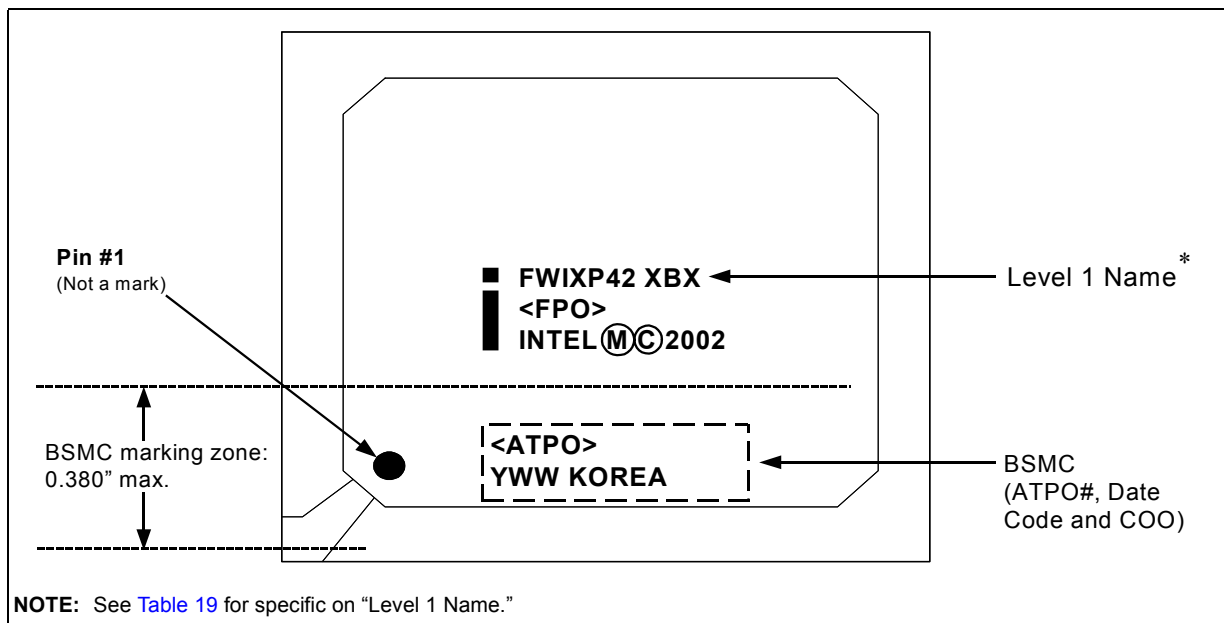 Pin #1
(Not a mark)
FWIXP42 XBX
<FPO>
INTEL Ⓜ©2002
Level 1 Name*
BSMC marking zone:
0.380” max.
<ATPO>
YWW KOREA
BSMC
(ATPO#, Date
Code and COO)
NOTE: See Table 19 for specific on “Level 1 Name.”